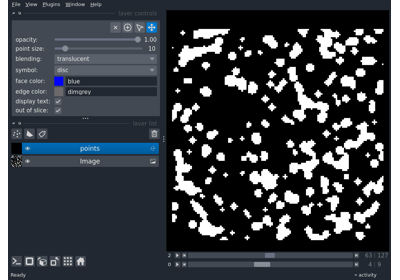 File View Plugins Window Help
layer controls
opacity: 1.00
point size: 10
blending: translucent
symbol: disc
face color: blue
edge color: dimgrey
display text: ✓
out of slice: ✓
layer list
points
Image
2 63 127
0 4 9
Ready activity